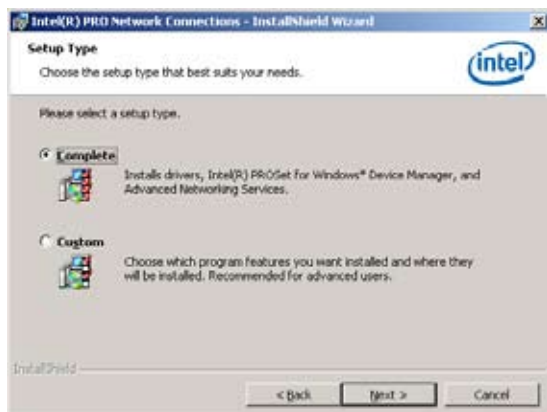 Intel(R) PRO Network Connections - InstallShield Wizard
Setup Type
Choose the setup type that best suits your needs.
intel
Please select a setup type.
Complete
Installs drivers, Intel(R) PROSet for Windows* Device Manager, and
Advanced Networking Services.
Custom
Choose which program features you want installed and where they
will be installed. Recommended for advanced users.
InstallShield
< Back
Next >
Cancel